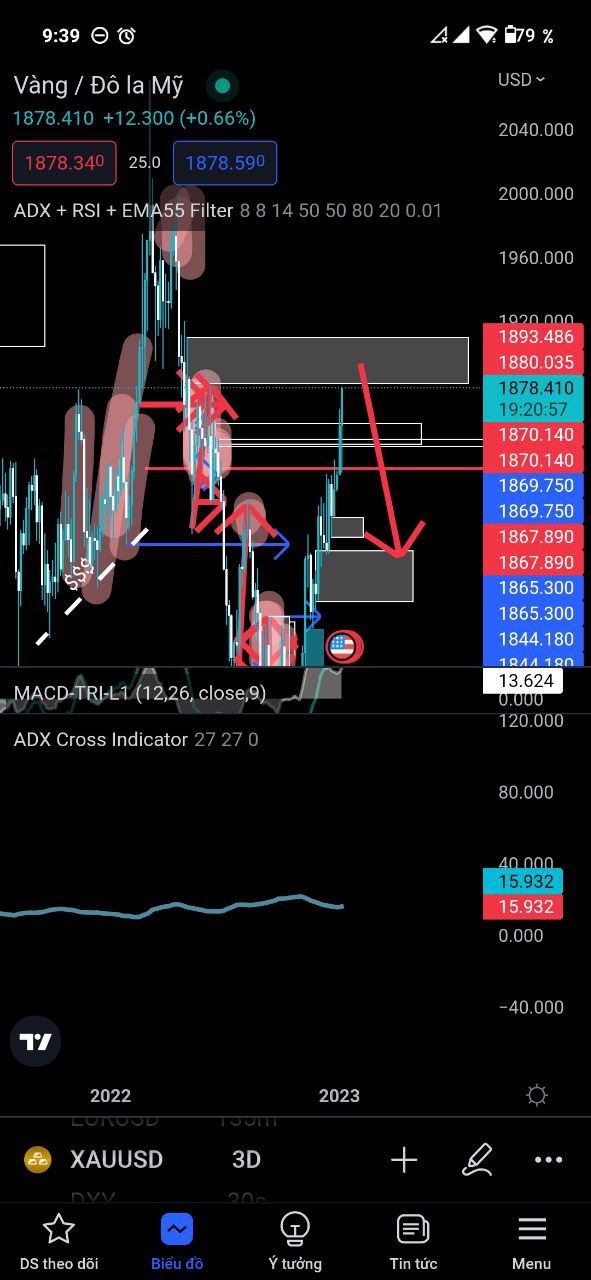 9:39
79 %
Vàng / Đô la Mỹ
USD
1878.410 +12.300 (+0.66%)
1878.340 25.0 1878.590
ADX + RSI + EMA55 Filter 8 8 14 50 50 80 20 0.01
2040.000
2000.000
1960.000
1920.000
1893.486
1880.035
1878.410
19:20:57
1870.140
1870.140
1869.750
1869.750
1867.890
1867.890
1865.300
1865.300
1844.180
1844.180
$$$
MACD-TRI-L1 (12,26, close,9)
13.624
0.000
120.000
ADX Cross Indicator 27 27 0
80.000
40.000
15.932
15.932
0.000
−40.000
2022 2023
EURUSD 135m
XAUUSD 3D
DXY 30s
DS theo dõi Biểu đồ Ý tưởng Tin tức Menu